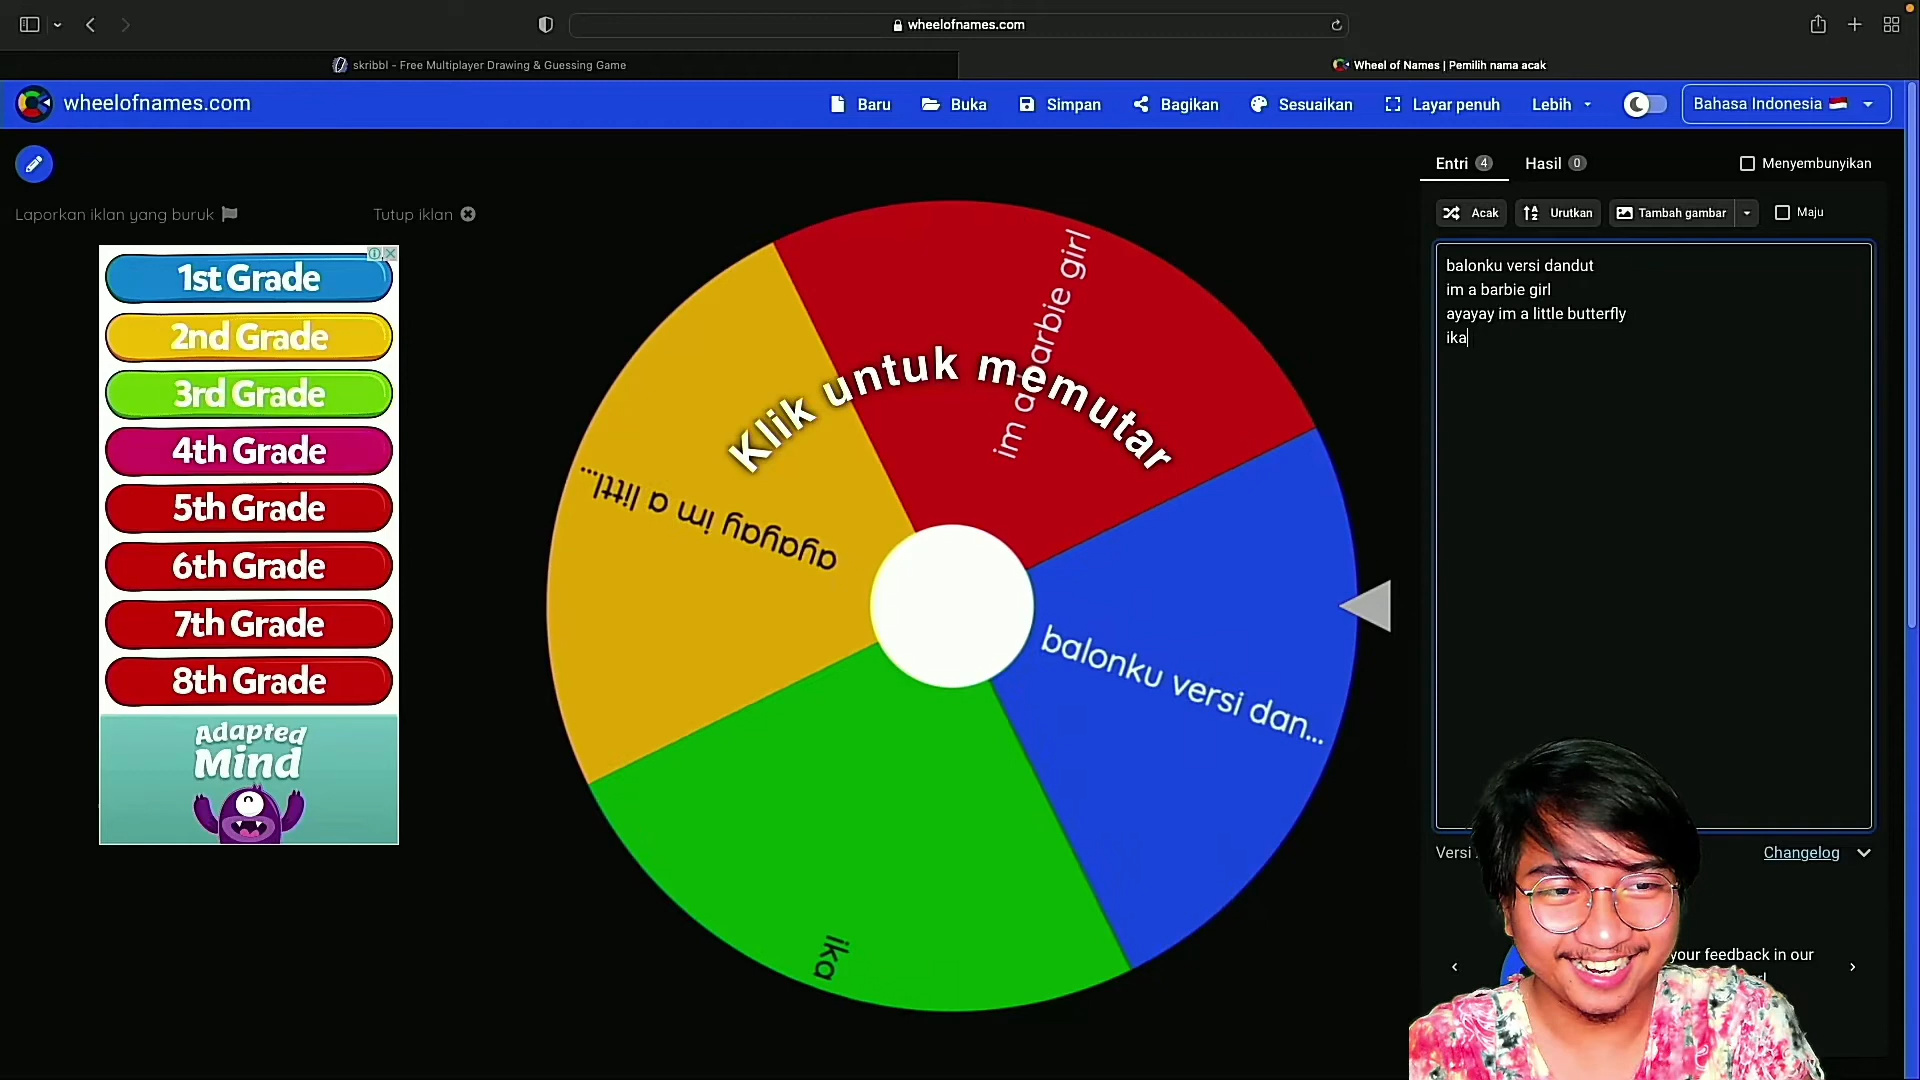 wheelofnames.com
skribbl - Free Multiplayer Drawing & Guessing Game
Wheel of Names | Pemilih nama acak
wheelofnames.com
Baru
Buka
Simpan
Bagikan
Sesuaikan
Layar penuh
Lebih
Bahasa Indonesia
Laporkan iklan yang buruk
Tutup iklan
1st Grade
2nd Grade
3rd Grade
4th Grade
5th Grade
6th Grade
7th Grade
8th Grade
Adapted
Mind
Klik untuk memutar
im a barbie girl
ayayay im a littl...
balonku versi dan...
ika
Entri 4
Hasil 0
Menyembunyikan
Acak
Urutkan
Tambah gambar
Maju
balonku versi dandut
im a barbie girl
ayayay im a little butterfly
ika
Versi
Changelog
your feedback in our